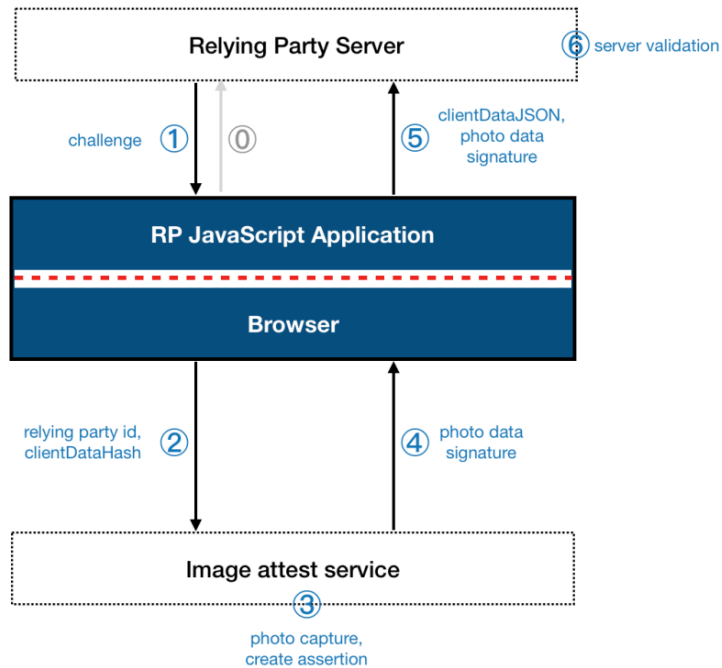 Relying Party Server
⑥ server validation
challenge ① ⓪
⑤ clientDataJSON,
photo data
signature
RP JavaScript Application
Browser
relying party id,
clientDataHash
②
④ photo data
signature
Image attest service
③
photo capture,
create assertion